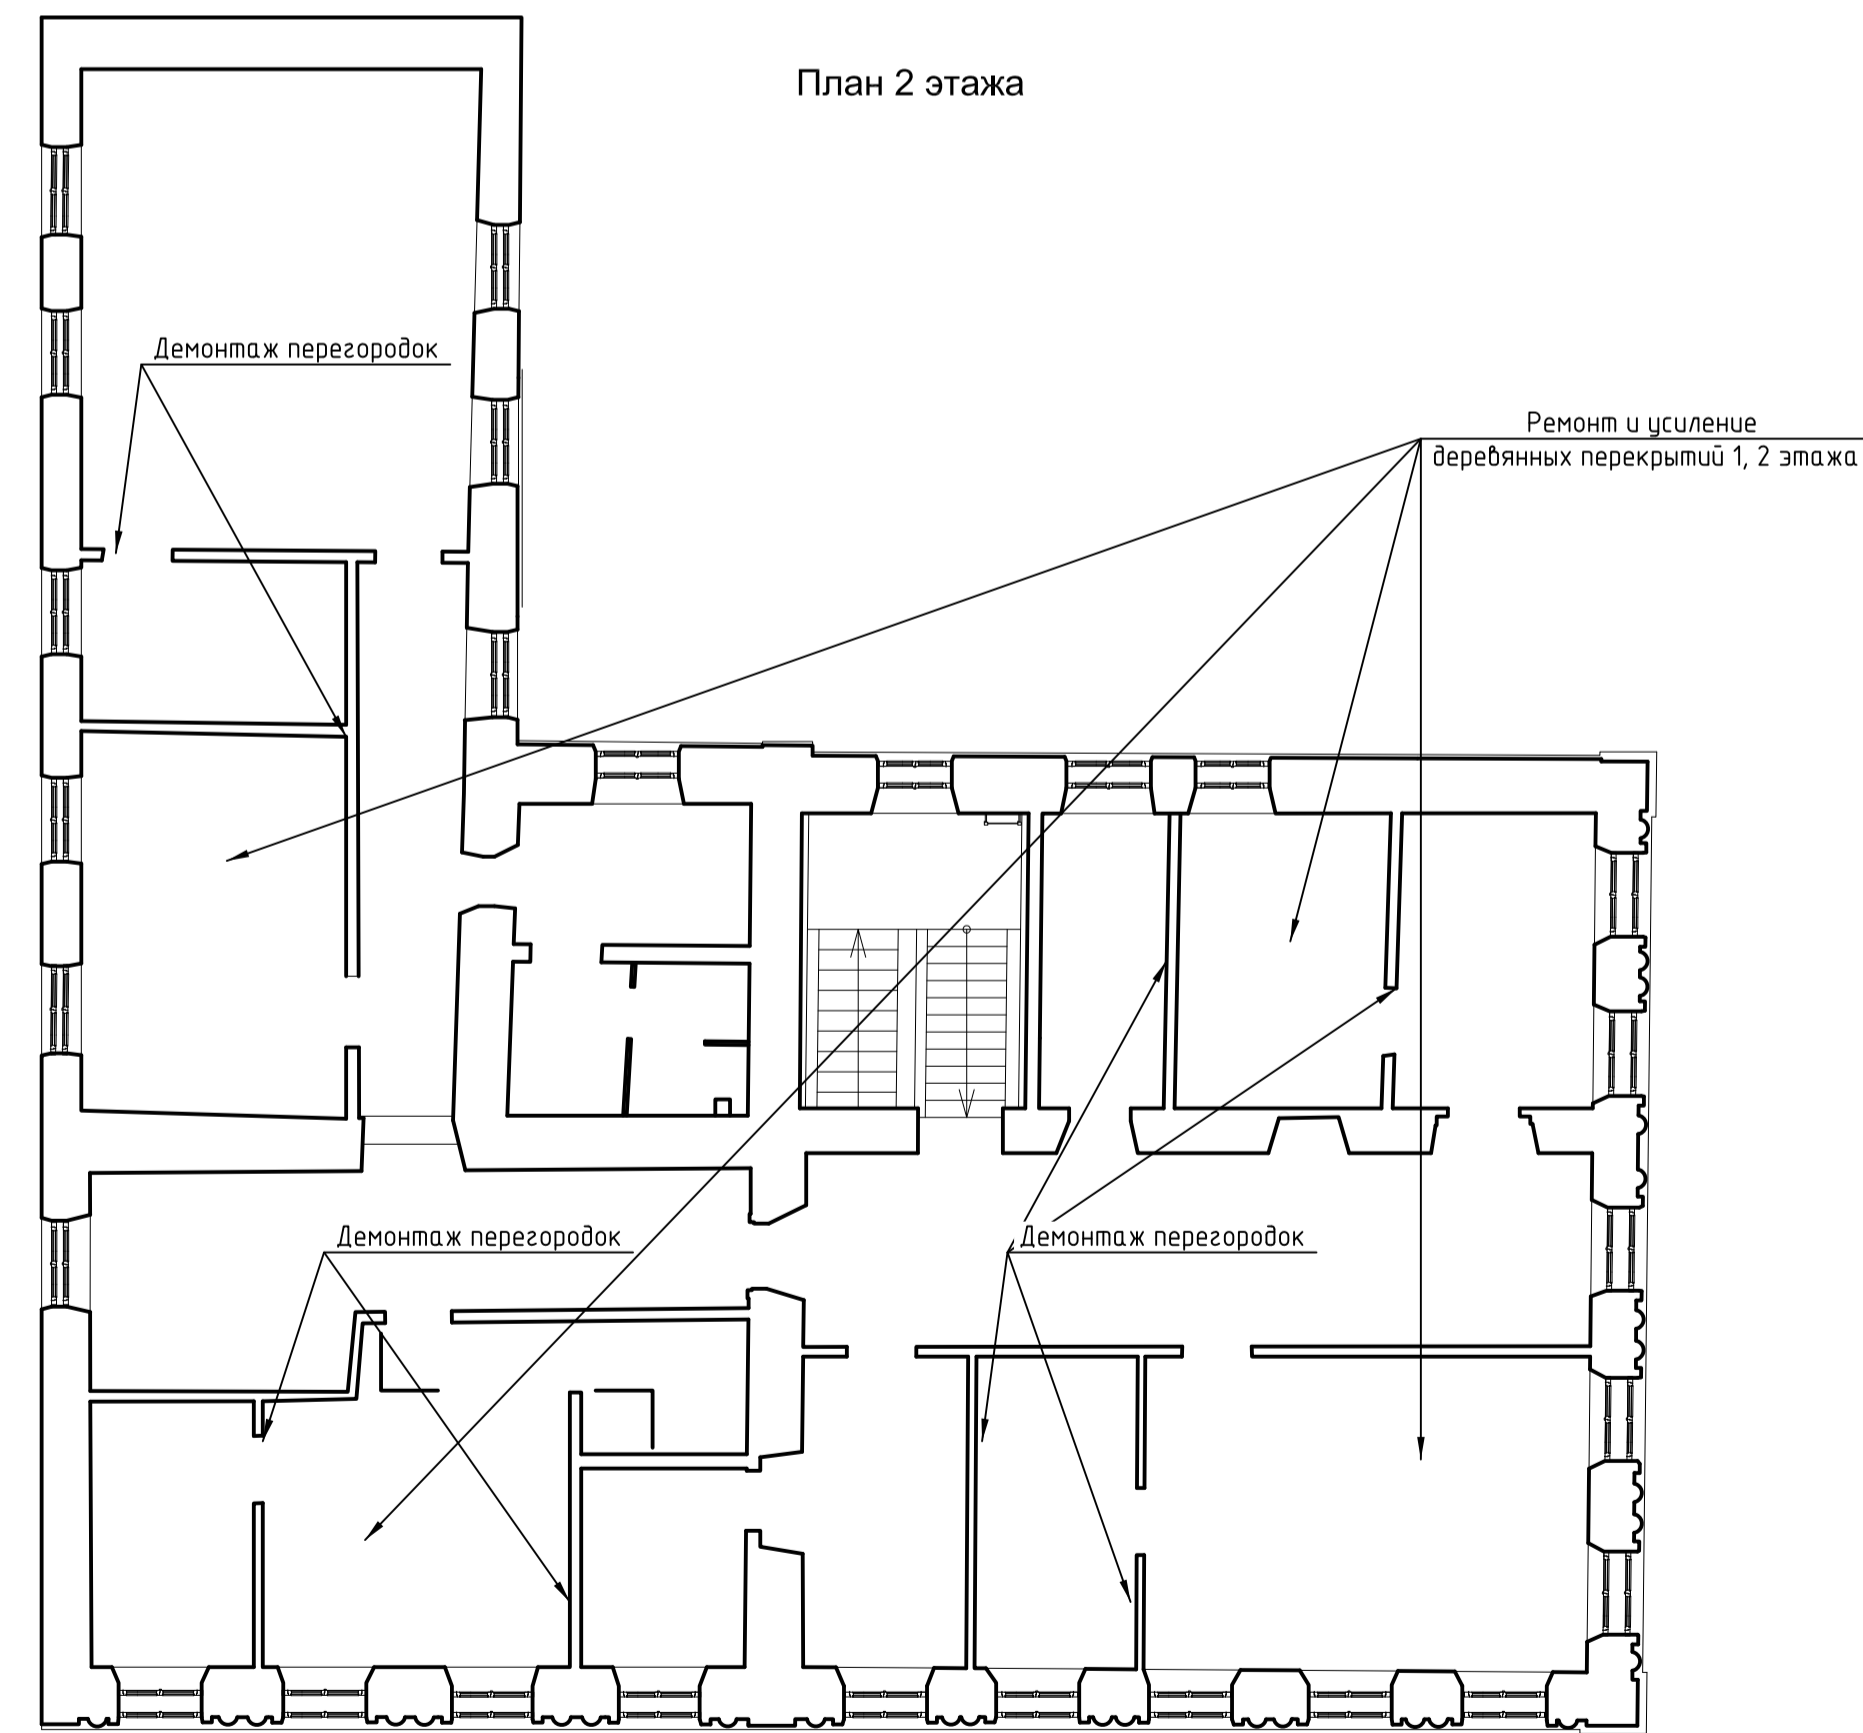 План 2 этажа
Демонтаж перегородок
Ремонт и усиление
деревянных перекрытий 1, 2 этажа
Демонтаж перегородок
Демонтаж перегородок